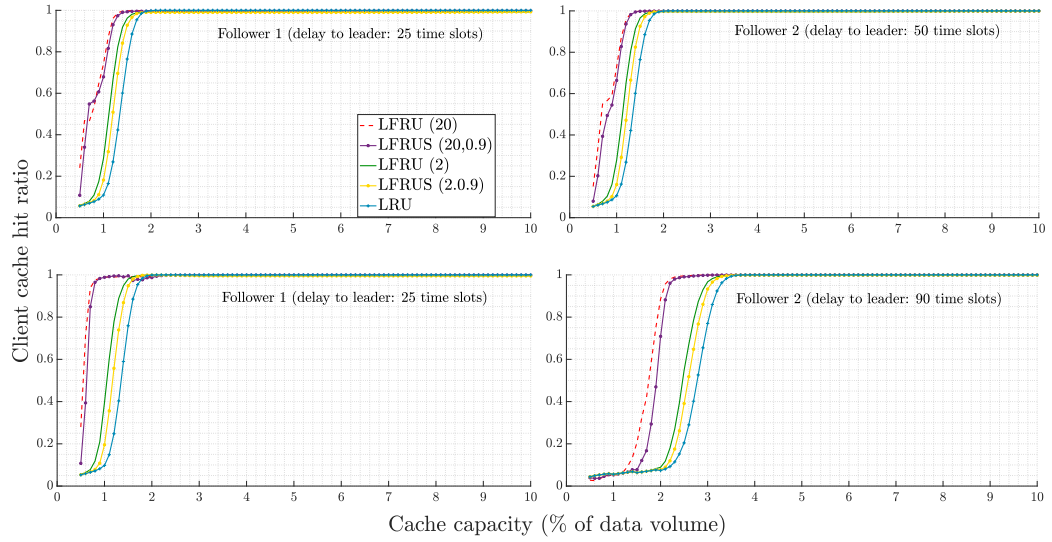 Client cache hit ratio
1
0.8
0.6
0.4
0.2
0
0 1 2 3 4 5 6 7 8 9 10
Follower 1 (delay to leader: 25 time slots)
LFRU (20)
LFRUS (20,0.9)
LFRU (2)
LFRUS (2.0.9)
LRU
1
0.8
0.6
0.4
0.2
0
0 1 2 3 4 5 6 7 8 9 10
Follower 2 (delay to leader: 50 time slots)
1
0.8
0.6
0.4
0.2
0
0 1 2 3 4 5 6 7 8 9 10
Follower 1 (delay to leader: 25 time slots)
1
0.8
0.6
0.4
0.2
0
0 1 2 3 4 5 6 7 8 9 10
Follower 2 (delay to leader: 90 time slots)
Cache capacity (% of data volume)